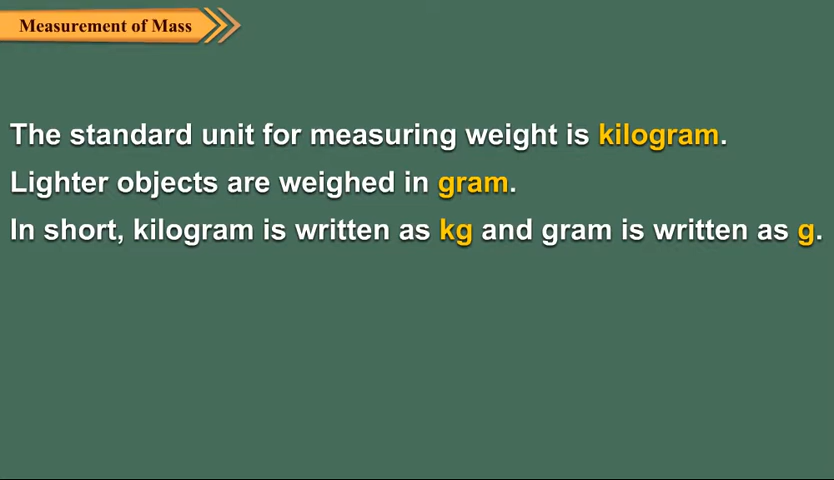 Measurement of Mass
The standard unit for measuring weight is kilogram.
Lighter objects are weighed in gram.
In short, kilogram is written as kg and gram is written as g.